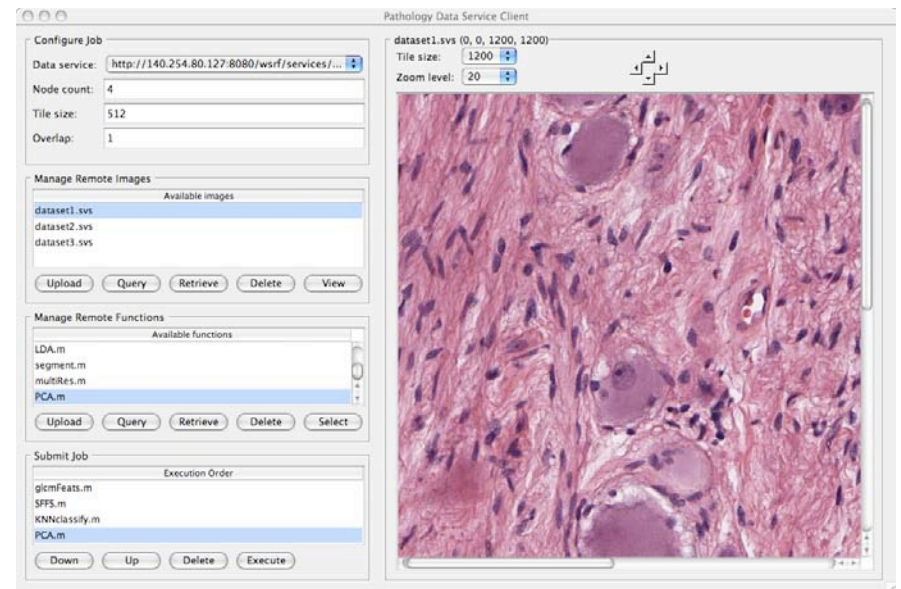 Pathology Data Service Client
Configure Job
Data service: http://140.254.80.127:8080/wsrf/services/...
Node count: 4
Tile size: 512
Overlap: 1
Manage Remote Images
Available images
dataset1.svs
dataset2.svs
dataset3.svs
Upload Query Retrieve Delete View
Manage Remote Functions
Available functions
LDA.m
segment.m
multiRes.m
PCA.m
Upload Query Retrieve Delete Select
Submit Job
Execution Order
glcmFeats.m
SFFS.m
KNNclassify.m
PCA.m
Down Up Delete Execute
dataset1.svs (0, 0, 1200, 1200)
Tile size: 1200
Zoom level: 20